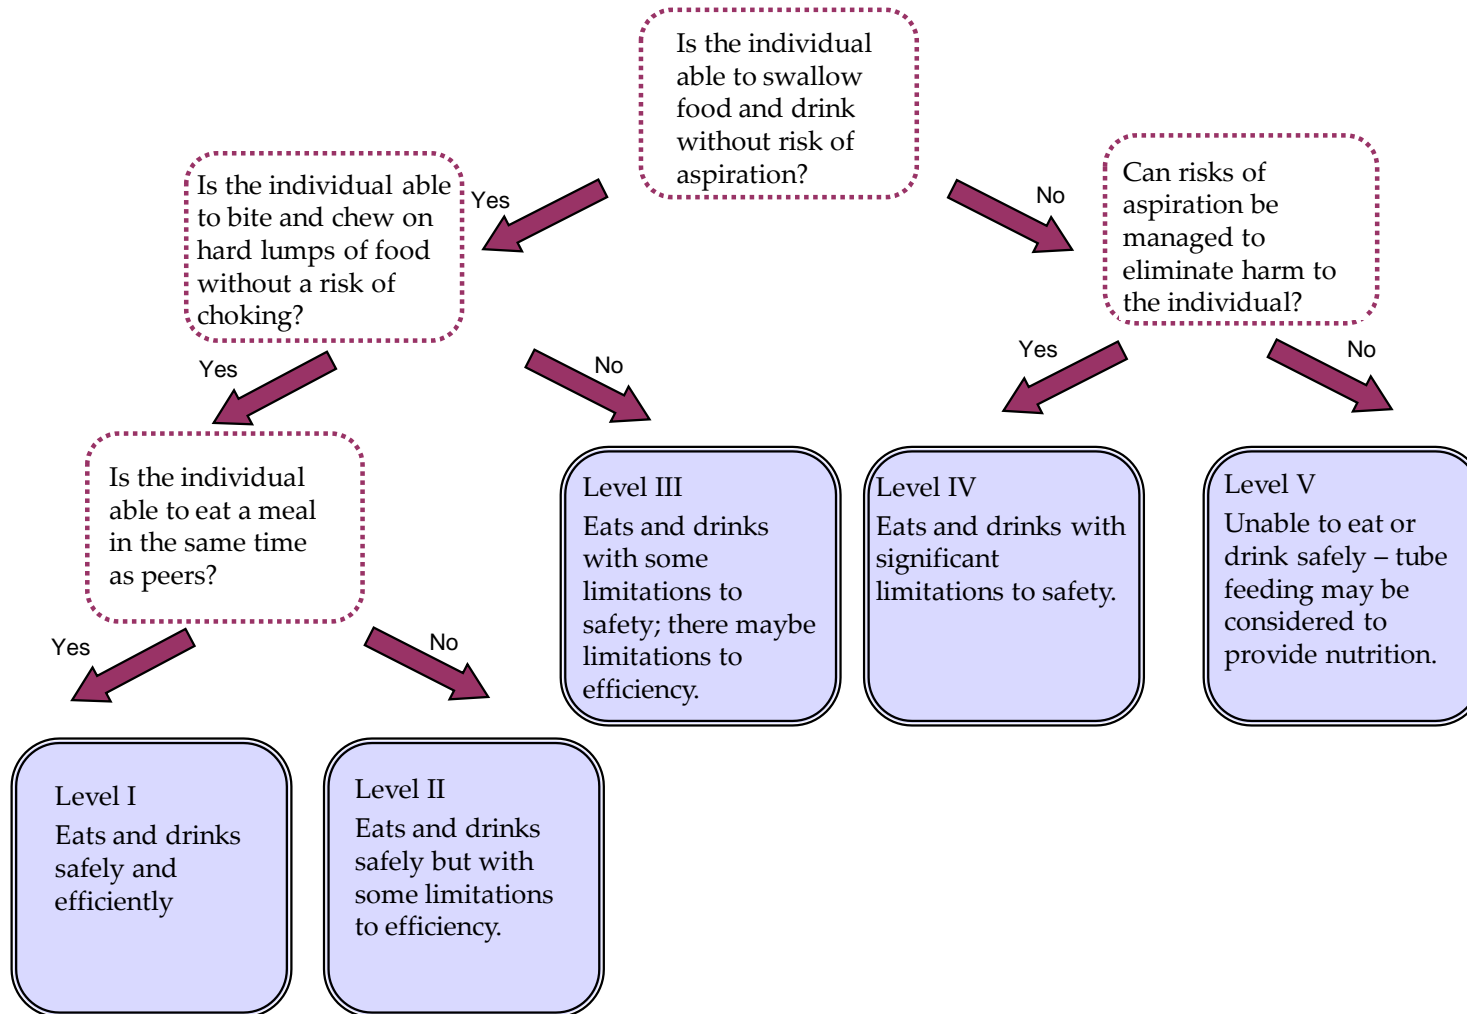 Is the individual
able to swallow
food and drink
without risk of
aspiration?
Yes
No
Is the individual able
to bite and chew on
hard lumps of food
without a risk of
choking?
Can risks of
aspiration be
managed to
eliminate harm to
the individual?
Yes
No
Yes
No
Is the individual
able to eat a meal
in the same time
as peers?
Level III
Eats and drinks
with some
limitations to
safety; there maybe
limitations to
efficiency.
Level IV
Eats and drinks with
significant
limitations to safety.
Level V
Unable to eat or
drink safely – tube
feeding may be
considered to
provide nutrition.
Yes
No
Level I
Eats and drinks
safely and
efficiently
Level II
Eats and drinks
safely but with
some limitations
to efficiency.